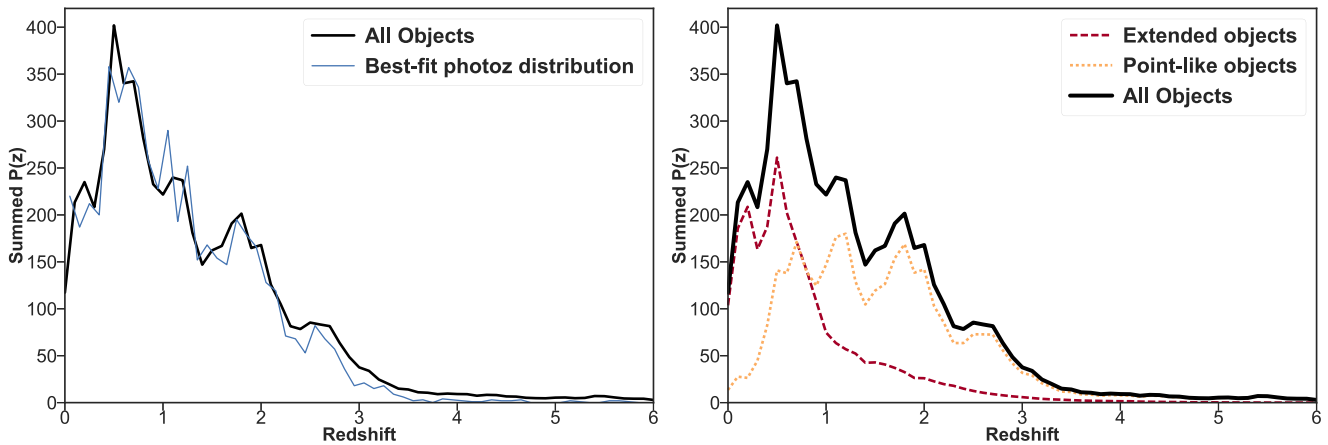 All Objects
Best-fit photoz distribution
Summed P(z)
400
350
300
250
200
150
100
50
0
0 1 2 3 4 5 6
Redshift
Extended objects
Point-like objects
All Objects
Summed P(z)
400
350
300
250
200
150
100
50
0
0 1 2 3 4 5 6
Redshift